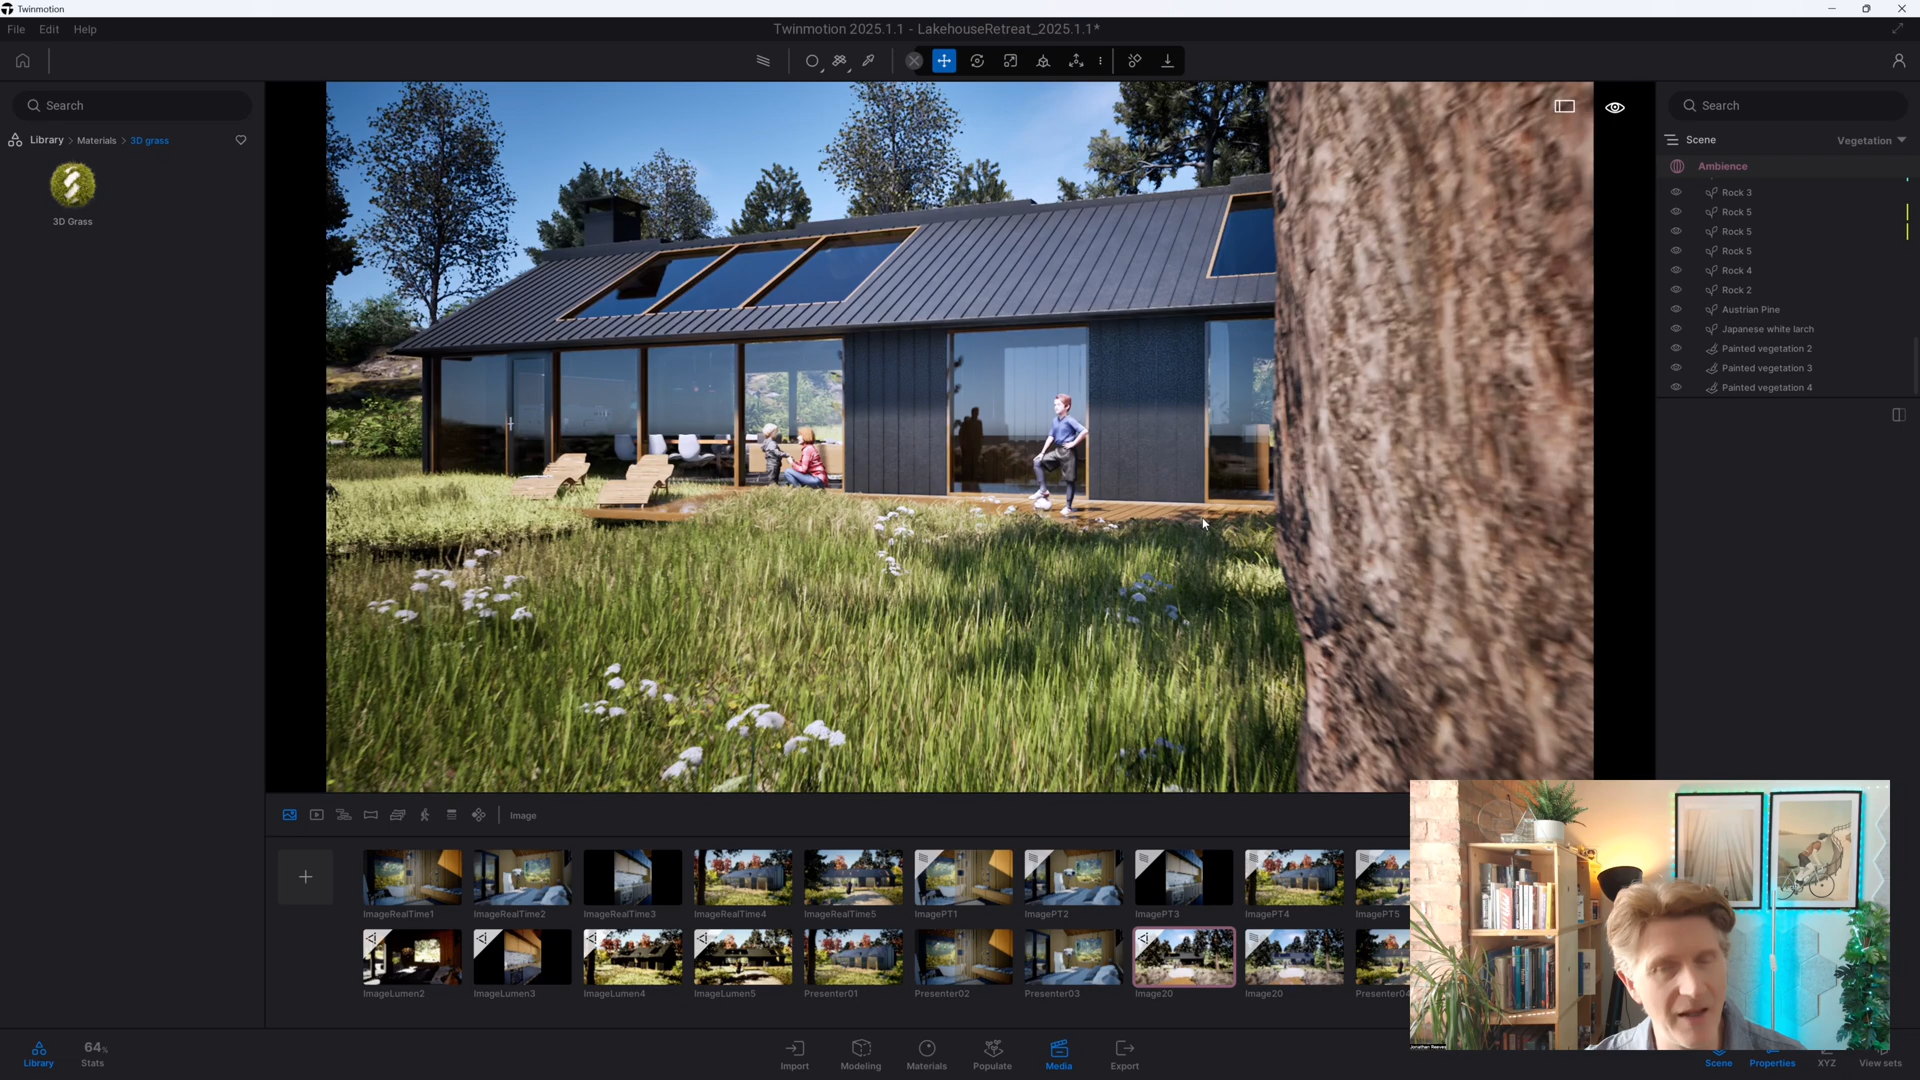 Twinmotion
File Edit Help
Twinmotion 2025.1.1 - LakehouseRetreat_2025.1.1*
Search
Library > Materials > 3D grass
3D Grass
Search
Scene
Vegetation
Ambience
Rock 3
Rock 5
Rock 5
Rock 5
Rock 4
Rock 2
Austrian Pine
Japanese white larch
Painted vegetation 2
Painted vegetation 3
Painted vegetation 4
Image
ImageRealTime1 ImageRealTime2 ImageRealTime3 ImageRealTime4 ImageRealTime5 ImagePT1 ImagePT2 ImagePT3 ImagePT4 ImagePT5
ImageLumen2 ImageLumen3 ImageLumen4 ImageLumen5 Presenter01 Presenter02 Presenter03 Image20 Image20 Presenter04
Jonathan Reeves
Library
64%
Stats
Import Modeling Materials Populate Media Export
Scene Properties XYZ View sets